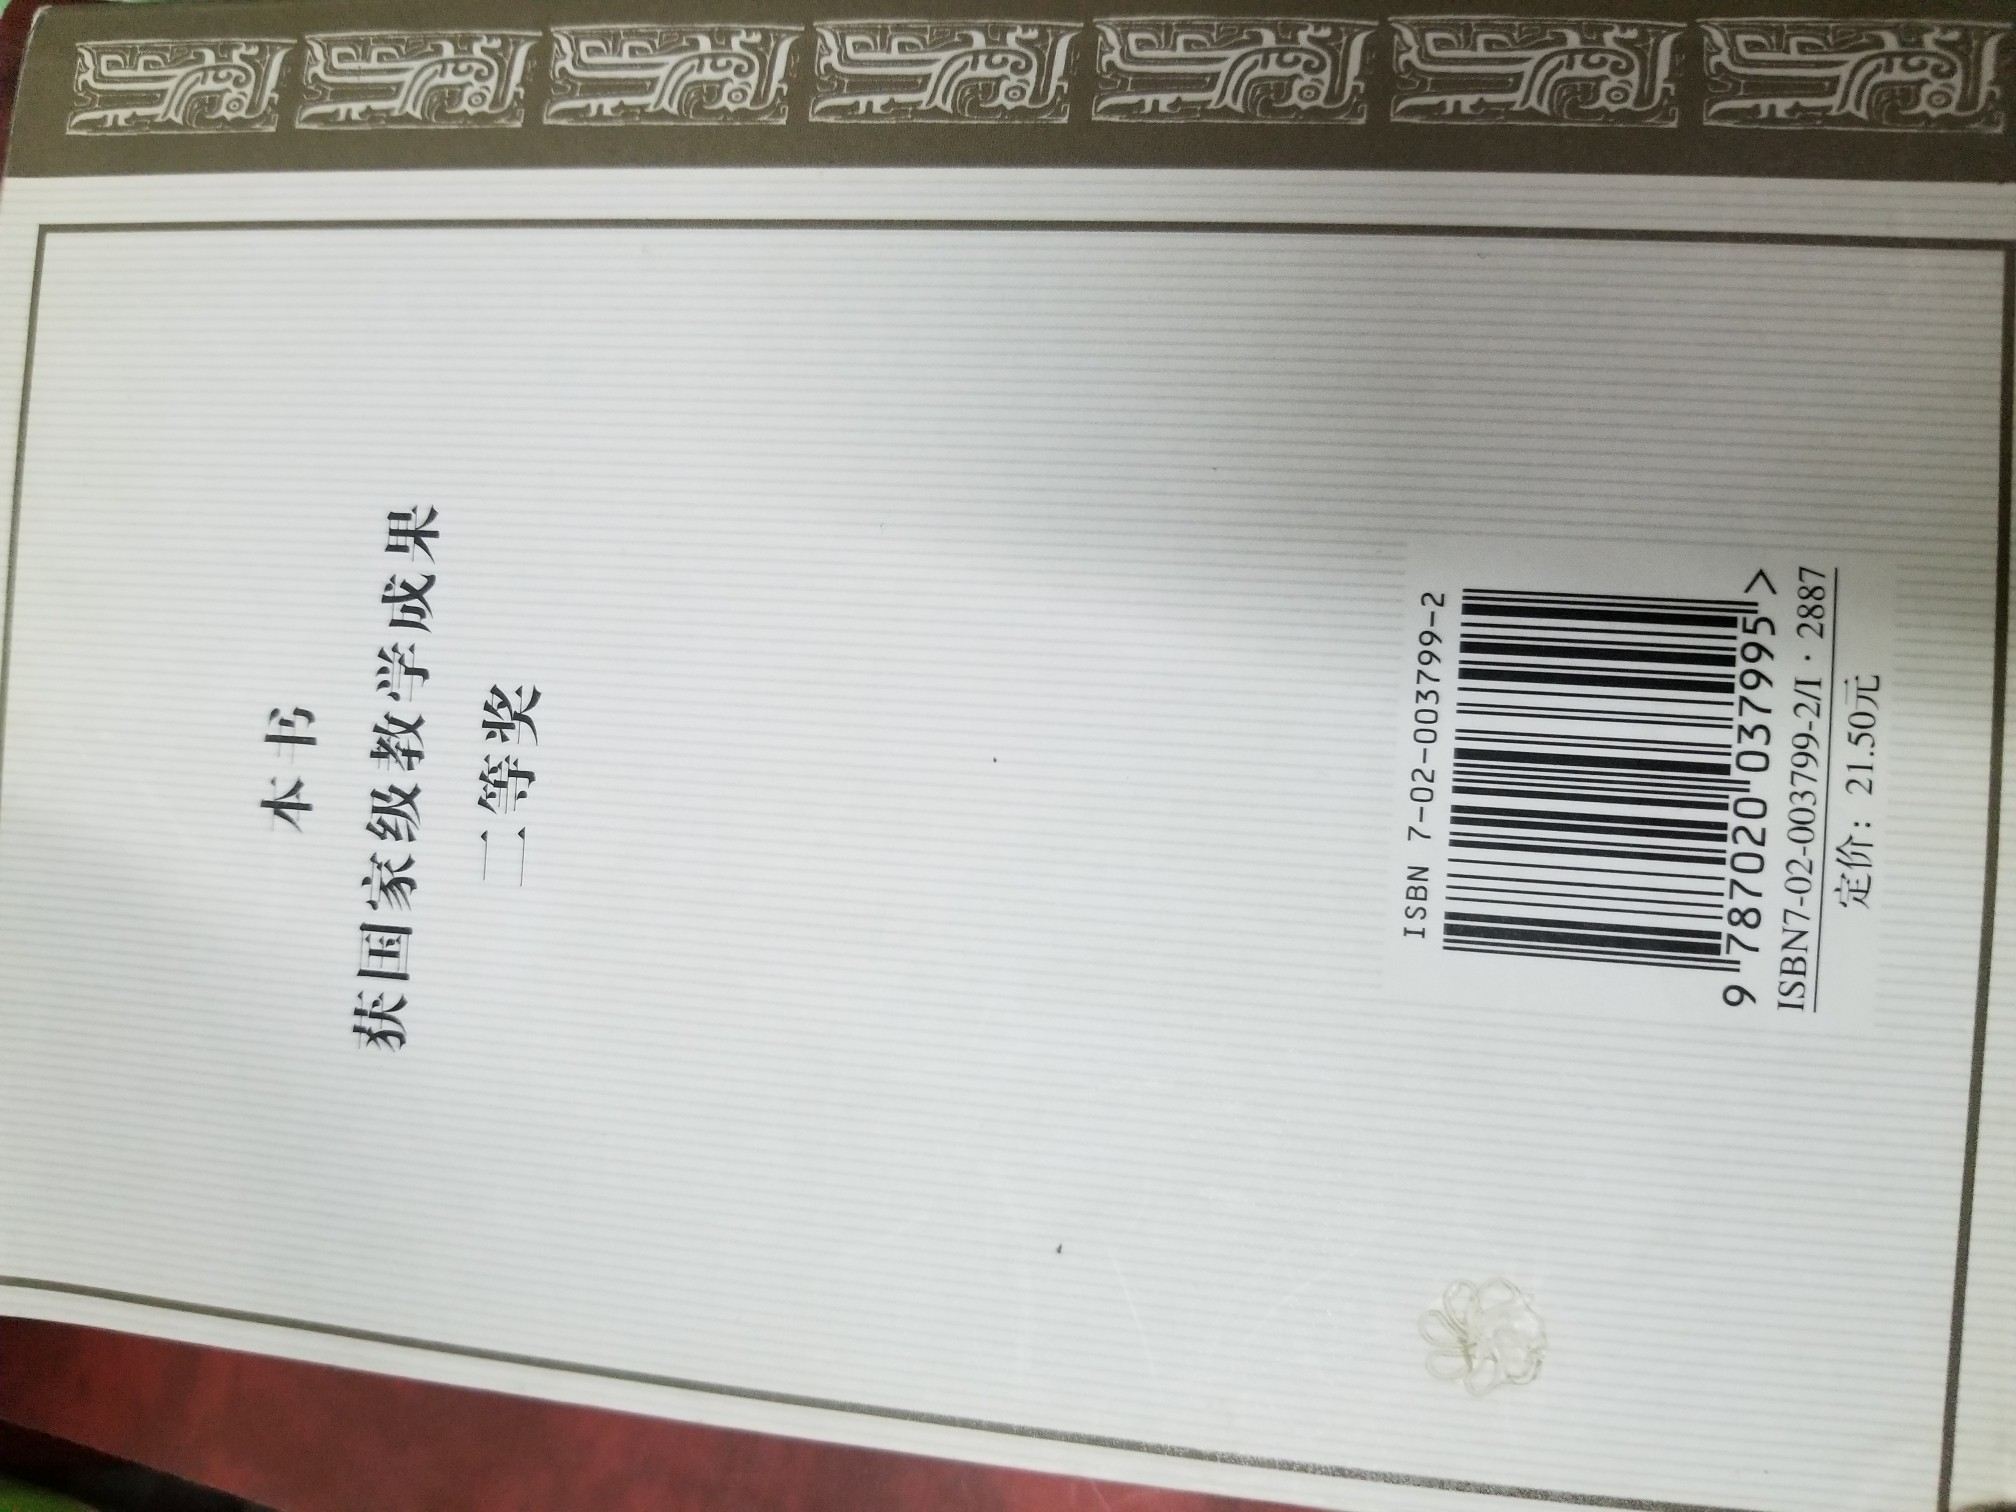 本书
获国家级教学成果
二等奖
ISBN 7-02-003799-2
9 787020 037995 >
ISBN7-02-003799-2/I·2887
定价：21.50元